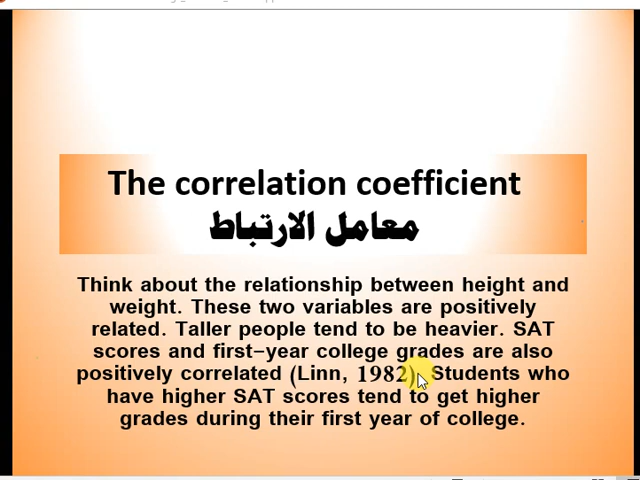 The correlation coefficient
معامل الارتباط
Think about the relationship between height and
weight. These two variables are positively
related. Taller people tend to be heavier. SAT
scores and first-year college grades are also
positively correlated (Linn, 1982). Students who
have higher SAT scores tend to get higher
grades during their first year of college.